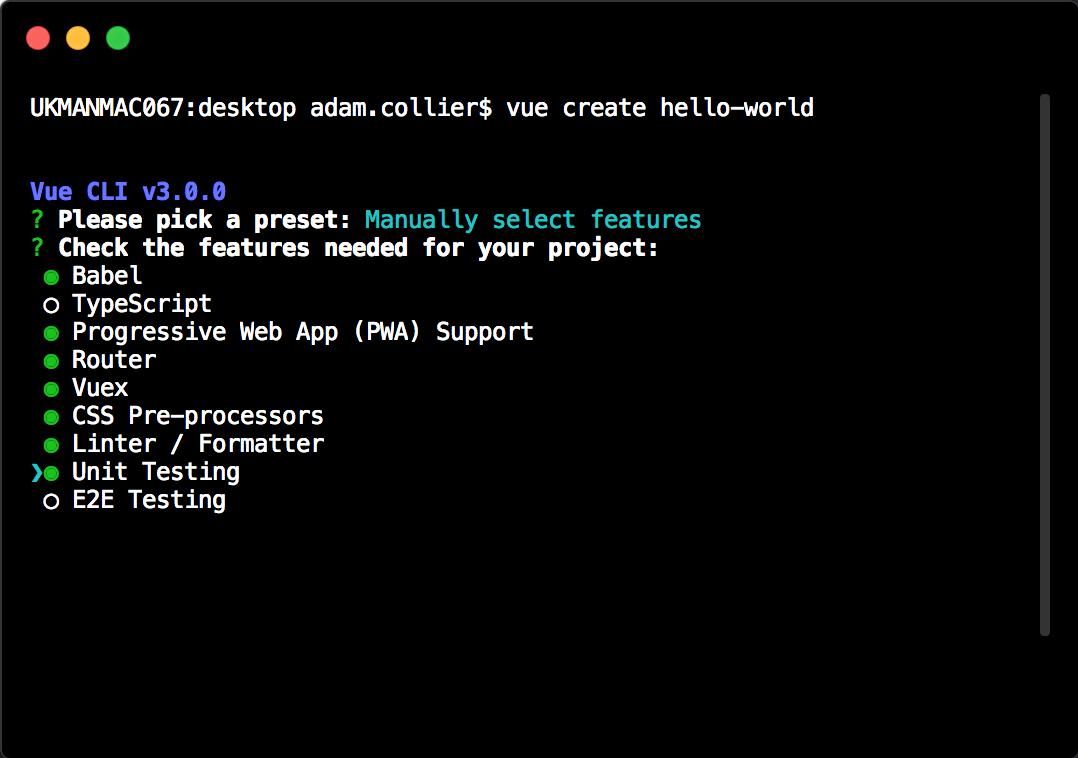 UKMANMAC067:desktop adam.collier$ vue create hello-world
Vue CLI v3.0.0
? Please pick a preset: Manually select features
? Check the features needed for your project:
◉ Babel
◯ TypeScript
◉ Progressive Web App (PWA) Support
◉ Router
◉ Vuex
◉ CSS Pre-processors
◉ Linter / Formatter
❯◉ Unit Testing
◯ E2E Testing